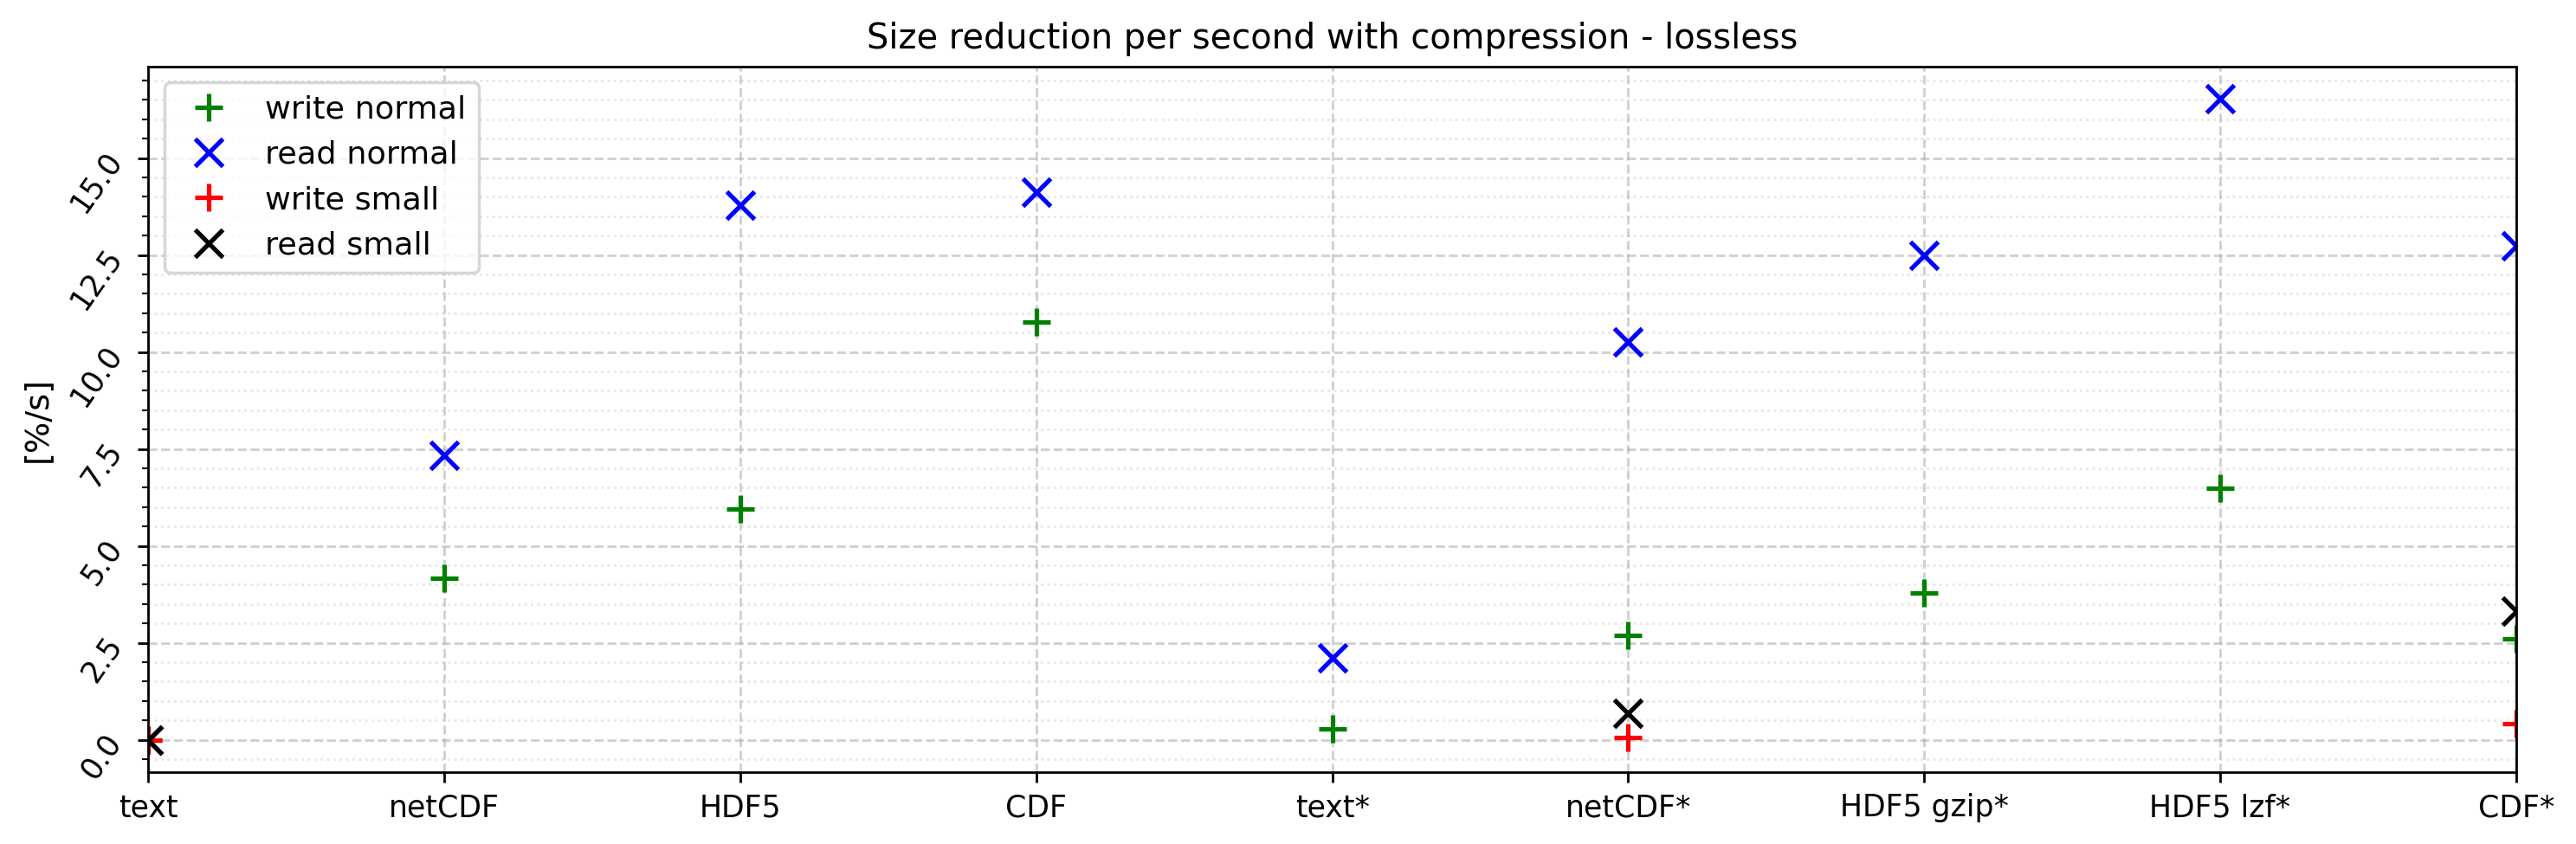 Size reduction per second with compression - lossless
write normal
read normal
write small
read small
[%/s]
15.0
12.5
10.0
7.5
5.0
2.5
0.0
text netCDF HDF5 CDF text* netCDF* HDF5 gzip* HDF5 lzf* CDF*